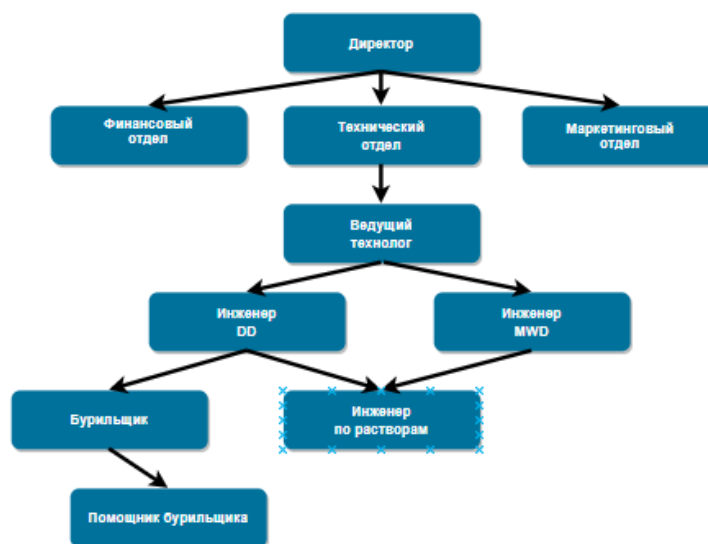 Директор
Финансовый
отдел
Технический
отдел
Маркетинговый
отдел
Ведущий
технолог
Инженер
DD
Инженер
MWD
Бурильщик
Инженер
по растворам
Помощник бурильщика